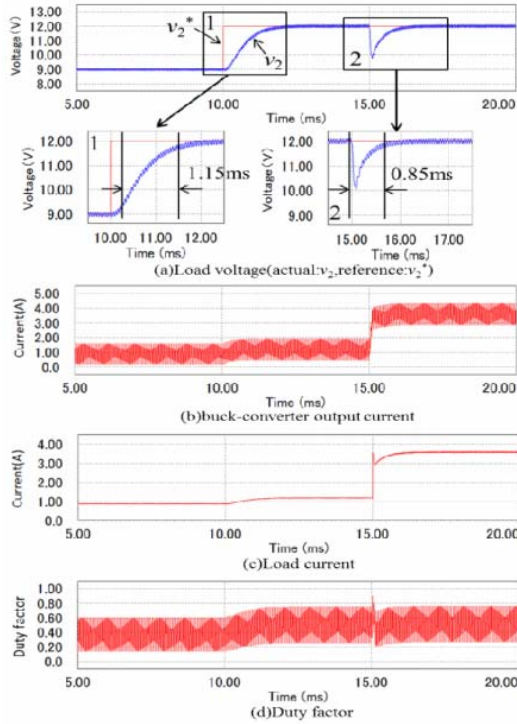 Voltage(V)
12.00
11.00
10.00
9.00
8.00
v₂*
1
v₂
2
5.00 10.00 15.00 20.00
Time (ms)
Voltage(V)
12.00
11.00
10.00
9.00
1
1.15ms
10.00 11.00 12.00
Time (ms)
Voltage(V)
12.00
11.00
10.00
9.00
2
0.85ms
15.00 16.00 17.00
Time (ms)
(a)Load voltage(actual:v₂,reference:v₂*)
Current(A)
5.00
4.00
3.00
2.00
1.00
0.0
5.00 10.00 15.00 20.00
Time (ms)
(b)buck-converter output current
Current(A)
4.00
3.00
2.00
1.00
0.0
5.00 10.00 15.00 20.00
Time (ms)
(c)Load current
Duty factor
1.00
0.80
0.60
0.40
0.20
0.0
5.00 10.00 15.00 20.00
Time (ms)
(d)Duty factor